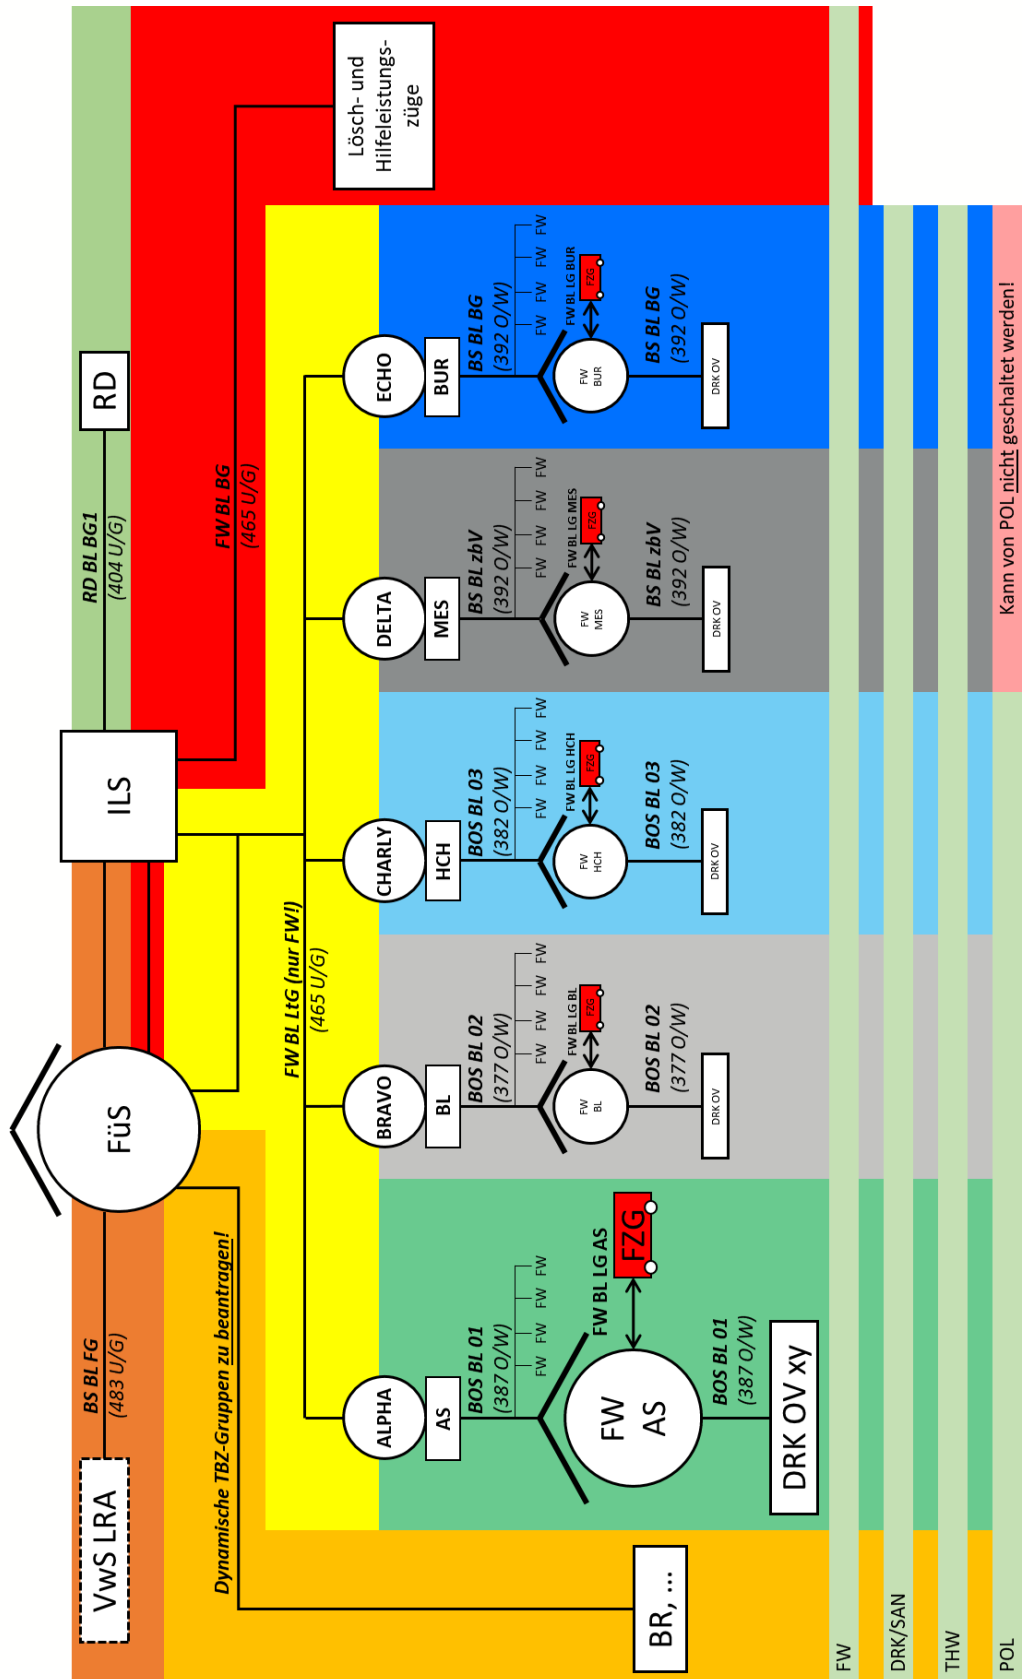 VwS LRA
BS BL FG
(483 U/G)
FüS
ILS
RD BL BG1
(404 U/G)
RD
Dynamische TBZ-Gruppen zu beantragen!
FW BL BG
(465 U/G)
Lösch- und
Hilfeleistungs-
züge
FW BL LtG (nur FW!)
(465 U/G)
ALPHA
AS
BOS BL 01
(387 O/W)
FW
FW
FW
FW
FW BL LG AS
FZG
FW
AS
BOS BL 01
(387 O/W)
DRK OV xy
BRAVO
BL
BOS BL 02
(377 O/W)
FW
FW
FW
FW
FW BL LG BL
FZG
FW
BL
BOS BL 02
(377 O/W)
DRK OV
CHARLY
HCH
BOS BL 03
(382 O/W)
FW
FW
FW
FW
FW BL LG HCH
FZG
FW
HCH
BOS BL 03
(382 O/W)
DRK OV
DELTA
MES
BS BL zbV
(392 O/W)
FW
FW
FW
FW
FW BL LG MES
FZG
FW
MES
BS BL zbV
(392 O/W)
DRK OV
ECHO
BUR
BS BL BG
(392 O/W)
FW
FW
FW
FW
FW BL LG BUR
FZG
FW
BUR
BS BL BG
(392 O/W)
DRK OV
BR, ...
FW
DRK/SAN
THW
POL
Kann von POL nicht geschaltet werden!